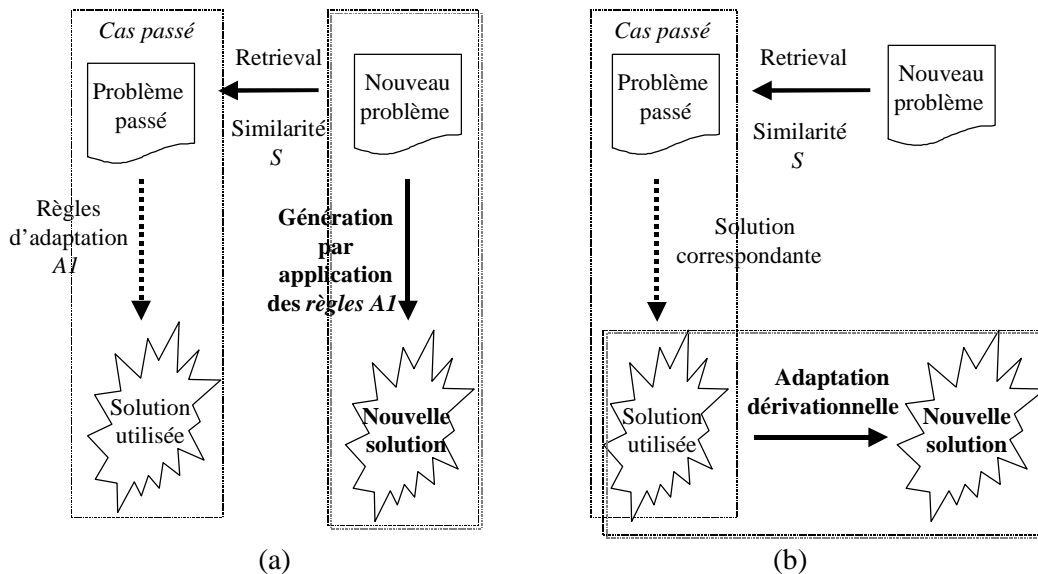 Cas passé
Retrieval
Problème
passé
Nouveau
problème
Similarité
S
Règles
d'adaptation
A1
Génération
par
application
des règles A1
Solution
utilisée
Nouvelle
solution
(a)
Cas passé
Retrieval
Problème
passé
Nouveau
problème
Similarité
S
Solution
correspondante
Adaptation
dérivationnelle
Solution
utilisée
Nouvelle
solution
(b)